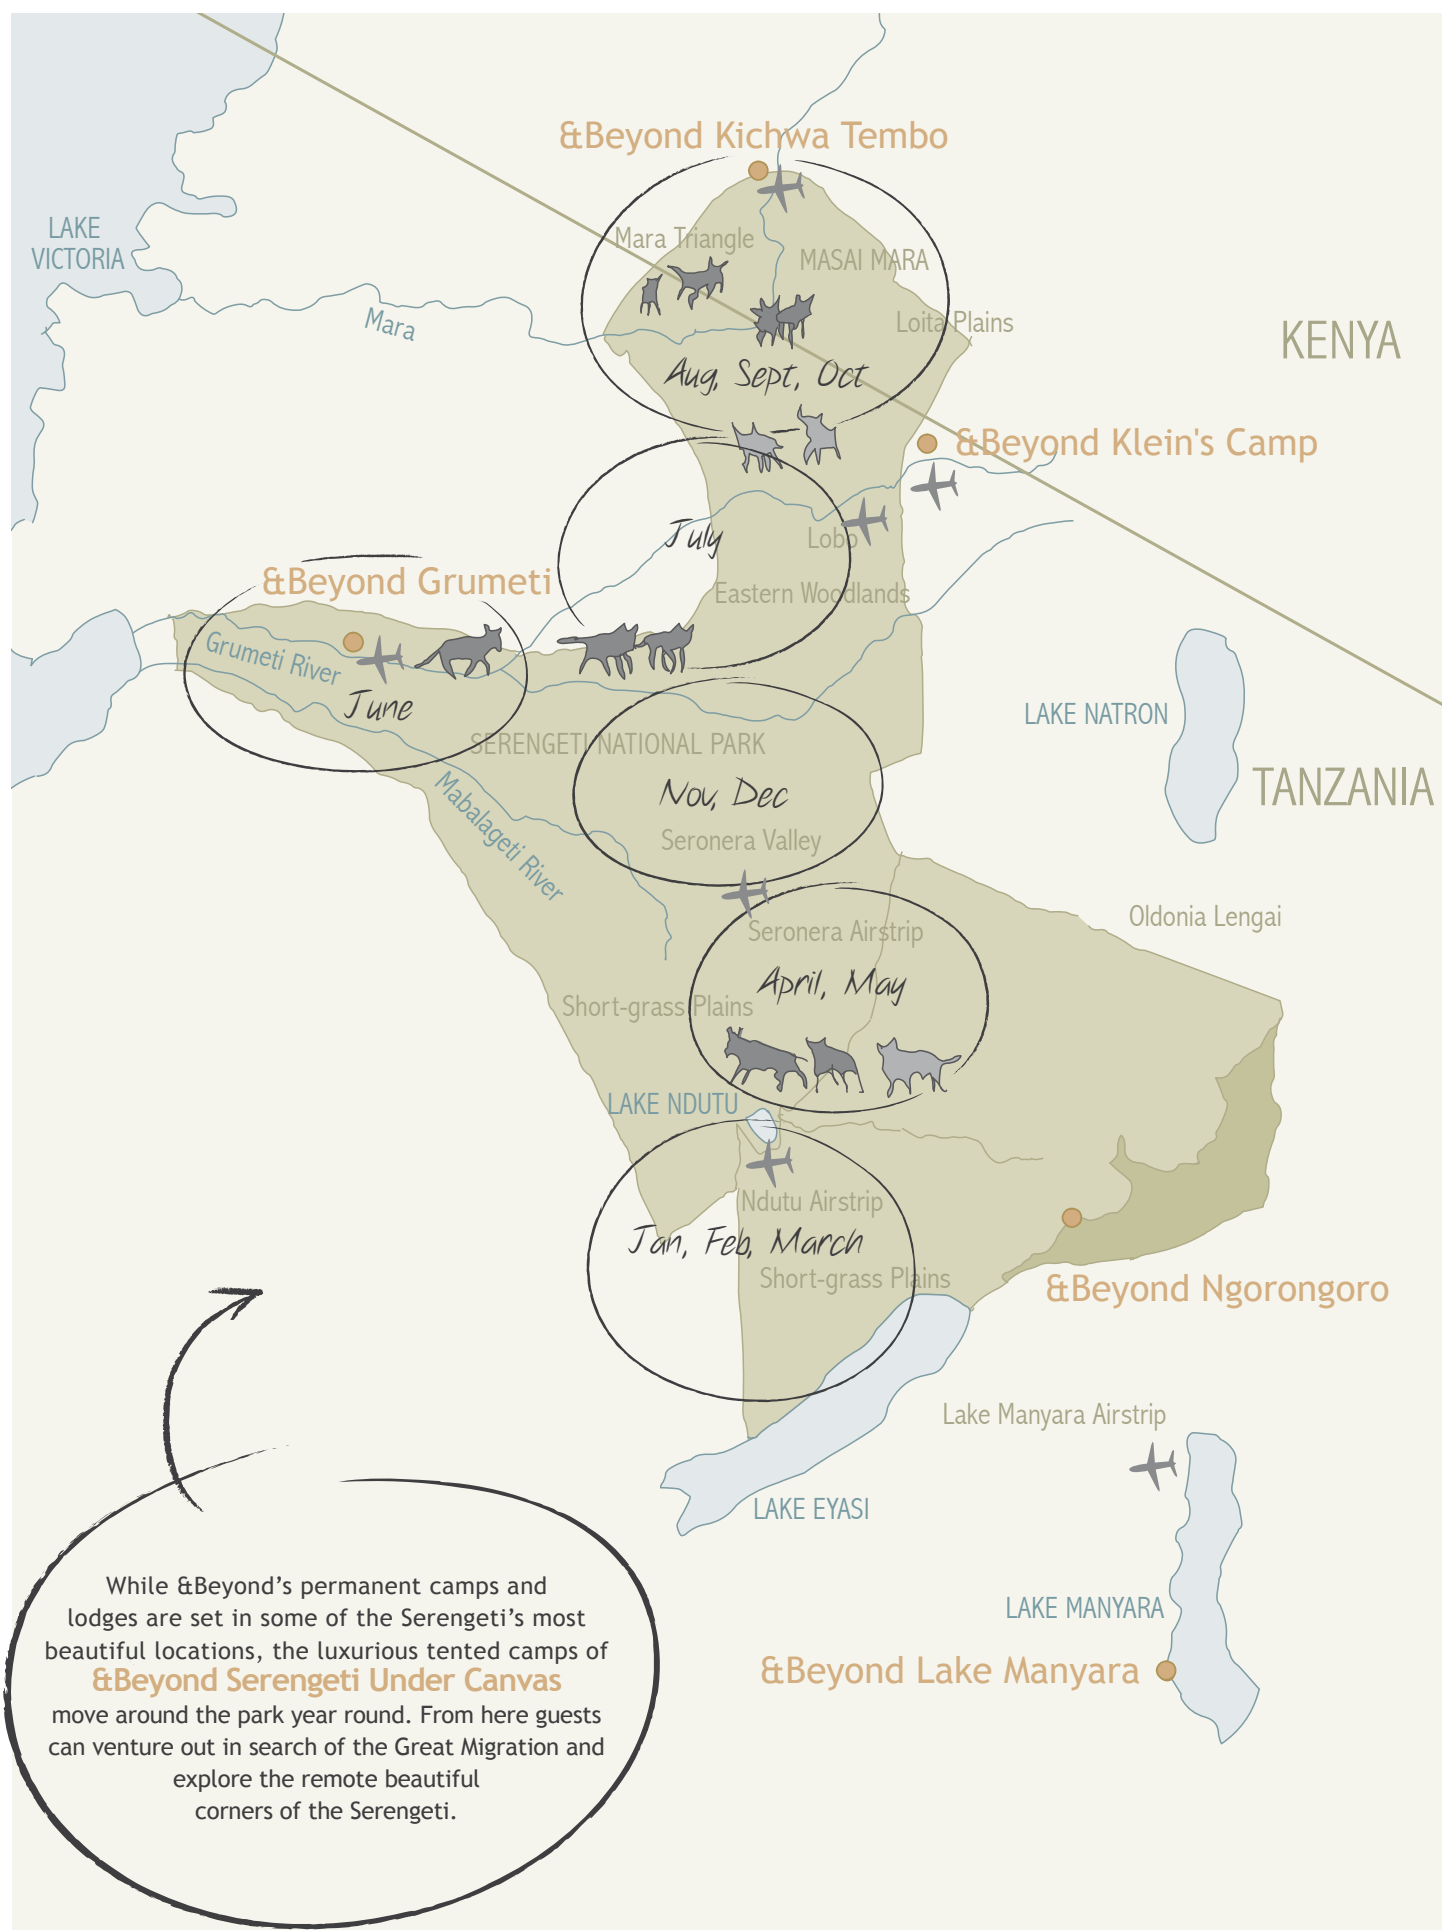 &Beyond Kichwa Tembo
LAKE
VICTORIA
Mara Triangle
MASAI MARA
Mara
Loita Plains
KENYA
Aug, Sept, Oct
&Beyond Klein's Camp
July
Lobo
&Beyond Grumeti
Eastern Woodlands
Grumeti River
June
LAKE NATRON
SERENGETI NATIONAL PARK
TANZANIA
Nov, Dec
Mabalageti River
Seronera Valley
Oldonia Lengai
Seronera Airstrip
April, May
Short-grass Plains
LAKE NDUTU
Ndutu Airstrip
Jan, Feb, March
Short-grass Plains
&Beyond Ngorongoro
Lake Manyara Airstrip
LAKE EYASI
LAKE MANYARA
&Beyond Lake Manyara
While &Beyond’s permanent camps and
lodges are set in some of the Serengeti’s most
beautiful locations, the luxurious tented camps of
&Beyond Serengeti Under Canvas
move around the park year round. From here guests
can venture out in search of the Great Migration and
explore the remote beautiful
corners of the Serengeti.